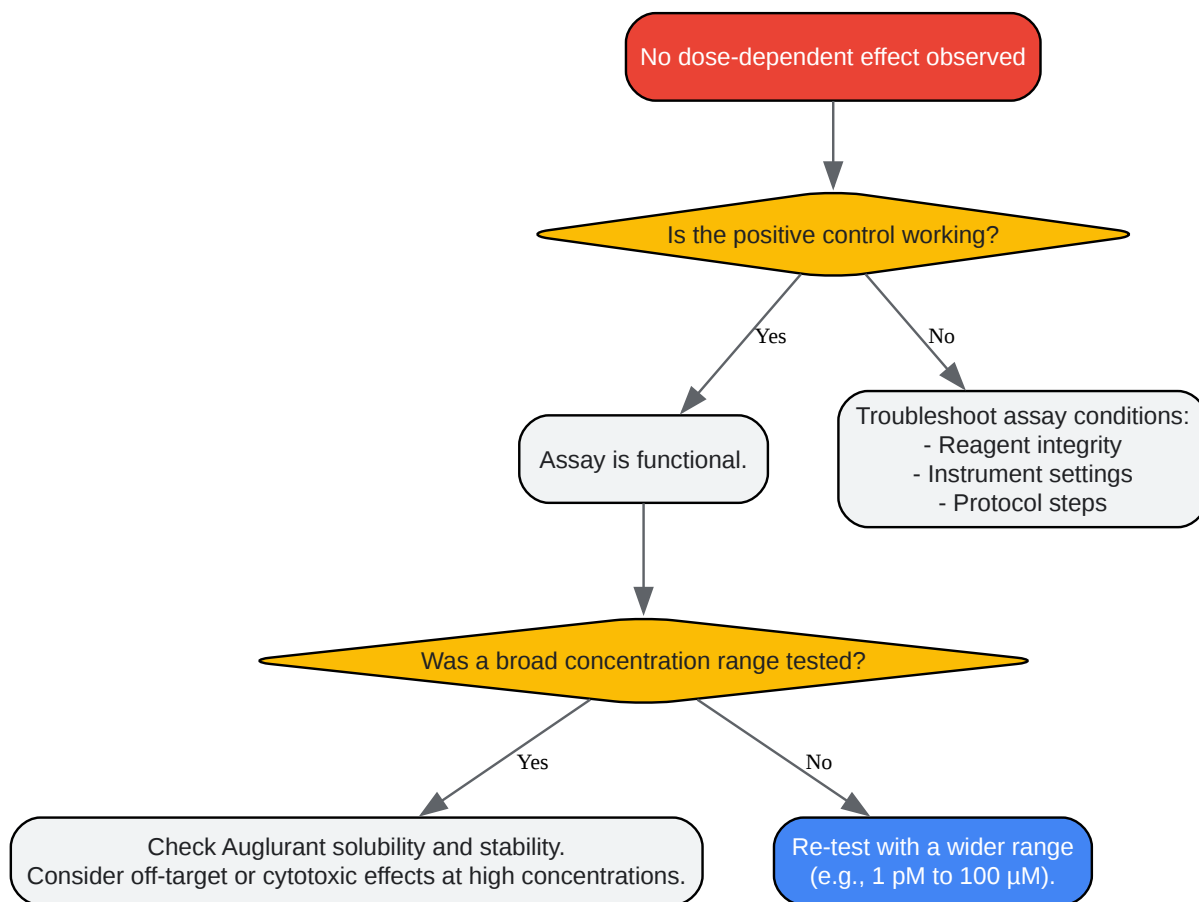 No dose-dependent effect observed
Is the positive control working?
Yes
No
Assay is functional.
Troubleshoot assay conditions:
- Reagent integrity
- Instrument settings
- Protocol steps
Was a broad concentration range tested?
Yes
No
Check Auglurant solubility and stability.
Consider off-target or cytotoxic effects at high concentrations.
Re-test with a wider range
(e.g., 1 pM to 100 µM).